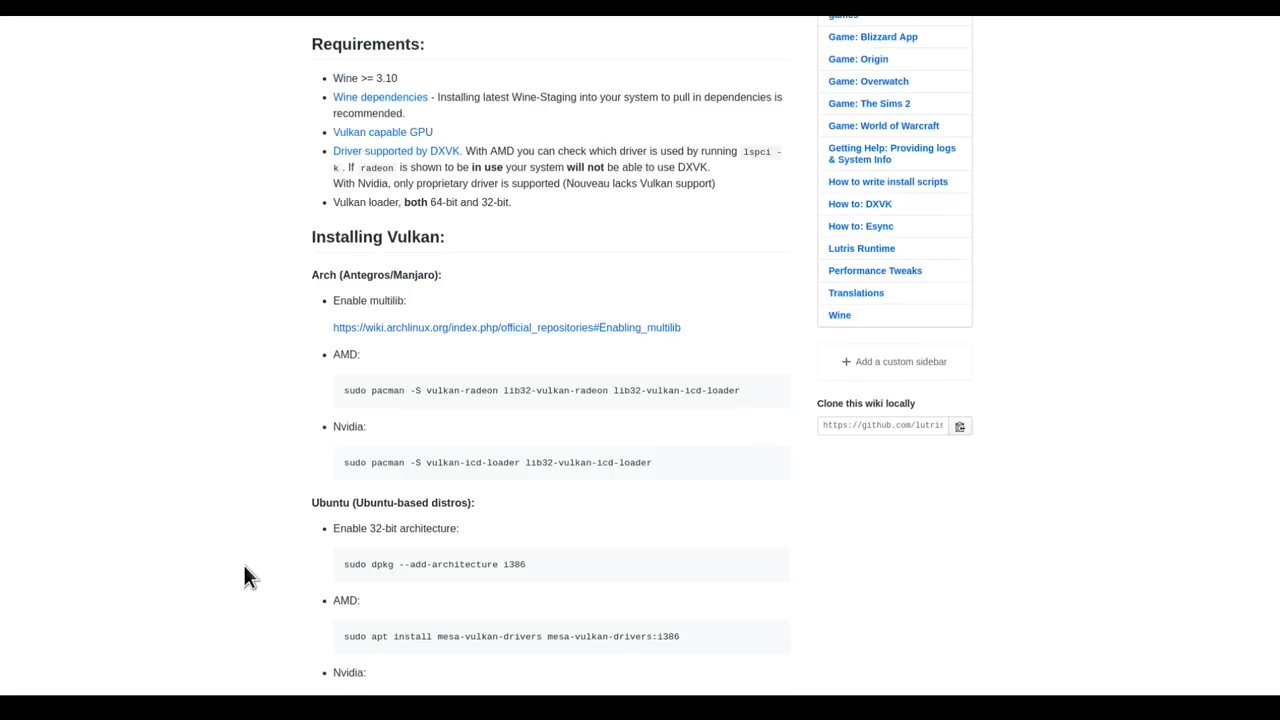 Requirements:
Wine >= 3.10
Wine dependencies - Installing latest Wine-Staging into your system to pull in dependencies is
recommended.
Vulkan capable GPU
Driver supported by DXVK. With AMD you can check which driver is used by running lspci -
k . If radeon is shown to be in use your system will not be able to use DXVK.
With Nvidia, only proprietary driver is supported (Nouveau lacks Vulkan support)
Vulkan loader, both 64-bit and 32-bit.
Installing Vulkan:
Arch (Antegros/Manjaro):
Enable multilib:
https://wiki.archlinux.org/index.php/official_repositories#Enabling_multilib
AMD:
sudo pacman -S vulkan-radeon lib32-vulkan-radeon lib32-vulkan-icd-loader
Nvidia:
sudo pacman -S vulkan-icd-loader lib32-vulkan-icd-loader
Ubuntu (Ubuntu-based distros):
Enable 32-bit architecture:
sudo dpkg --add-architecture i386
AMD:
sudo apt install mesa-vulkan-drivers mesa-vulkan-drivers:i386
Nvidia:
games
Game: Blizzard App
Game: Origin
Game: Overwatch
Game: The Sims 2
Game: World of Warcraft
Getting Help: Providing logs
& System Info
How to write install scripts
How to: DXVK
How to: Esync
Lutris Runtime
Performance Tweaks
Translations
Wine
+ Add a custom sidebar
Clone this wiki locally
https://github.com/lutris